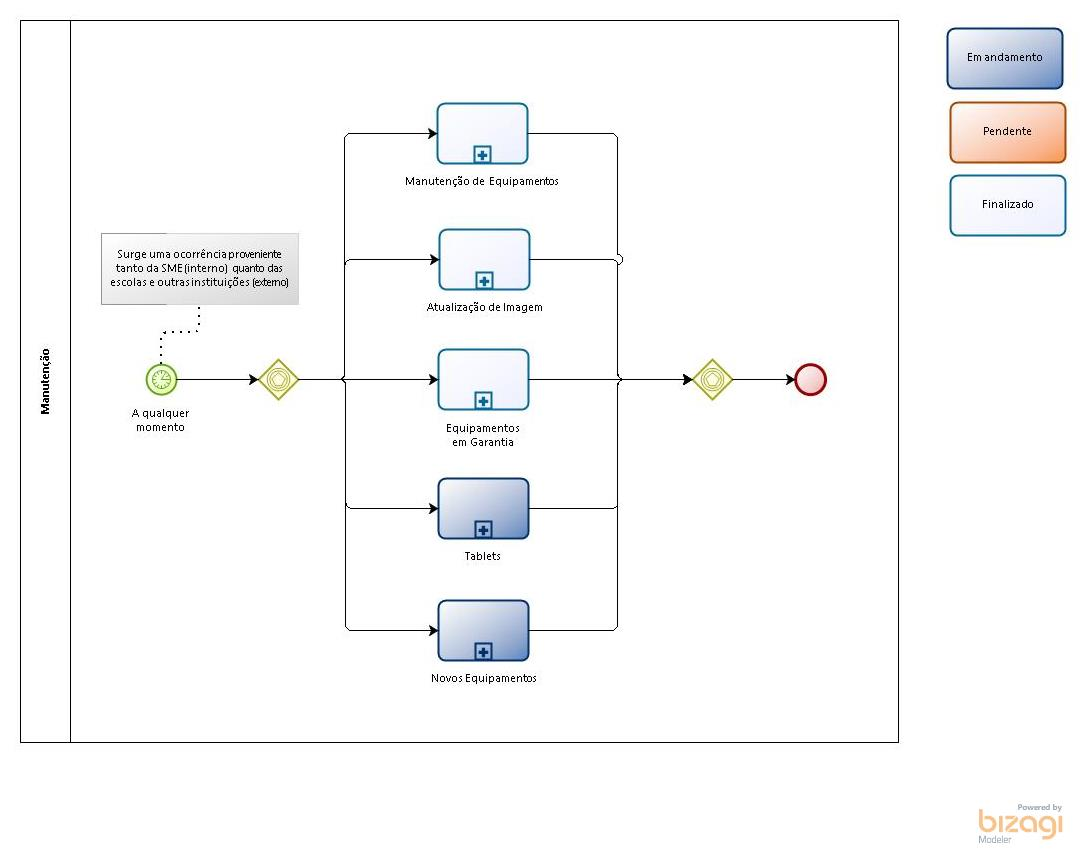 Manutenção
Surge uma ocorrência proveniente
tanto da SME (interno) quanto das
escolas e outras instituições (externo)
A qualquer
momento
Manutenção de Equipamentos
Atualização de Imagem
Equipamentos
em Garantia
Tablets
Novos Equipamentos
Em andamento
Pendente
Finalizado
Powered by
bizagi
Modeler